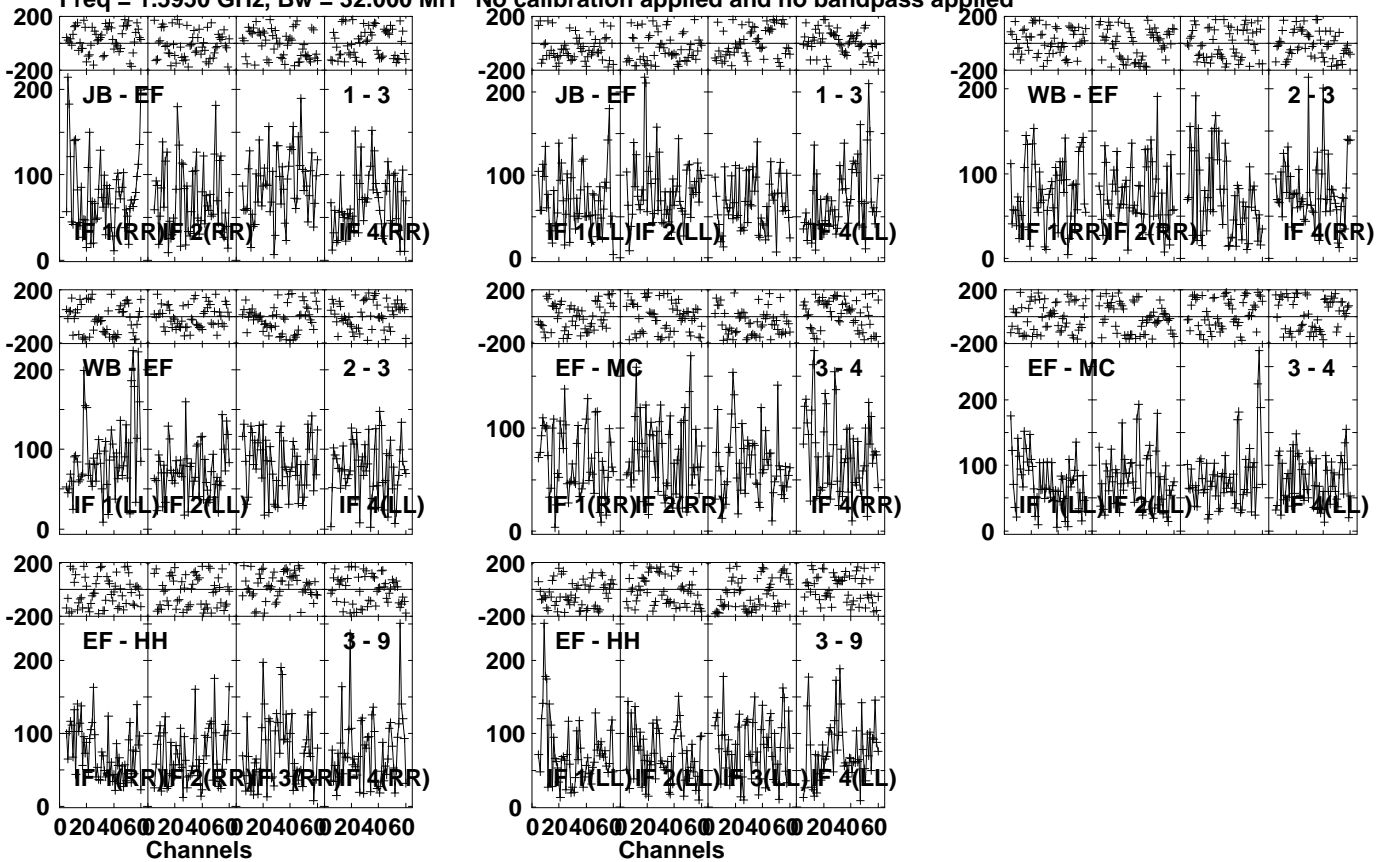 Freq = 1.5950 GHz, Bw = 32.000 MH No calibration applied and no bandpass applied
200
-200
200
100
0
JB - EF
1 - 3
IF 1(RR)
IF 2(RR)
IF 4(RR)
200
-200
200
100
0
JB - EF
1 - 3
IF 1(LL)
IF 2(LL)
IF 4(LL)
200
-200
200
100
0
WB - EF
2 - 3
IF 1(RR)
IF 2(RR)
IF 4(RR)
200
-200
200
100
0
WB - EF
2 - 3
IF 1(LL)
IF 2(LL)
IF 4(LL)
200
-200
100
0
EF - MC
3 - 4
IF 1(RR)
IF 2(RR)
IF 4(RR)
200
-200
200
100
0
EF - MC
3 - 4
IF 1(LL)
IF 2(LL)
IF 4(LL)
200
-200
200
100
0
EF - HH
3 - 9
IF 1(RR)
IF 2(RR)
IF 3(RR)
IF 4(RR)
0 20 40 60 0 20 40 60 0 20 40 60 0 20 40 60
Channels
200
-200
200
100
0
EF - HH
3 - 9
IF 1(LL)
IF 2(LL)
IF 3(LL)
IF 4(LL)
0 20 40 60 0 20 40 60 0 20 40 60 0 20 40 60
Channels